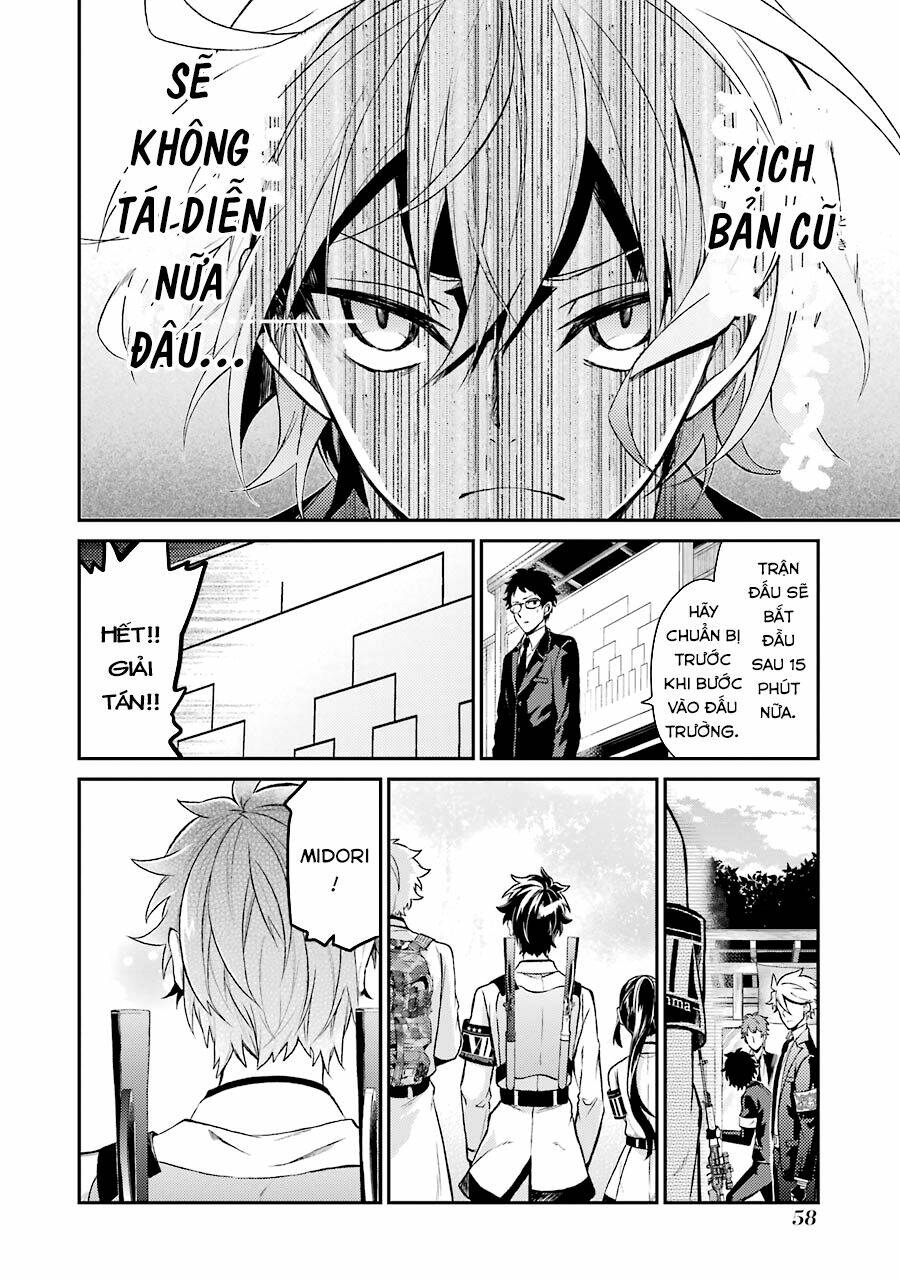 KỊCH
BẢN CŨ
SẼ
KHÔNG
TÁI DIỄN
NỮA
ĐÂU...
TRẬN
ĐẤU SẼ
BẮT
ĐẦU
SAU 15
PHÚT
NỮA.
HÃY
CHUẨN BỊ
TRƯỚC
KHI BƯỚC
VÀO ĐẤU
TRƯỜNG.
HẾT!!
GIẢI
TÁN!!
MIDORI
!
VI
58